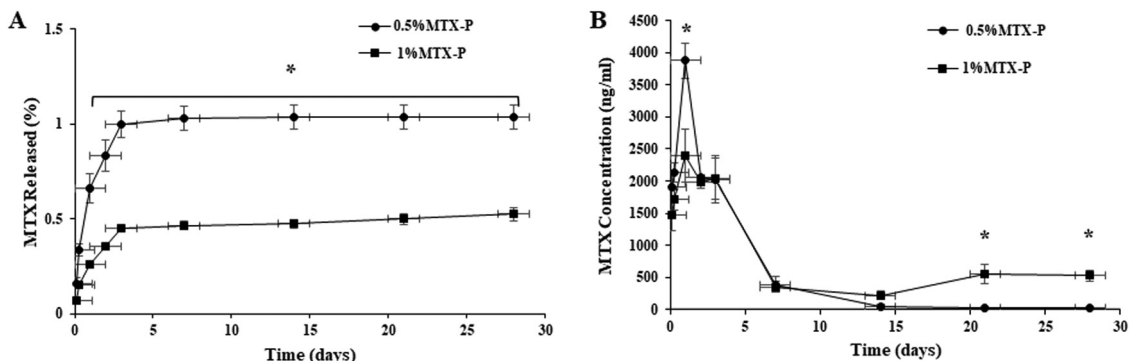 A
0.5%MTX-P
1%MTX-P
*
MTX Released (%)
1.5
1
0.5
0
0 5 10 15 20 25 30
Time (days)
B
0.5%MTX-P
1%MTX-P
*
*
*
MTX Concentration (ng/ml)
4500
4000
3500
3000
2500
2000
1500
1000
500
0
0 5 10 15 20 25 30
Time (days)